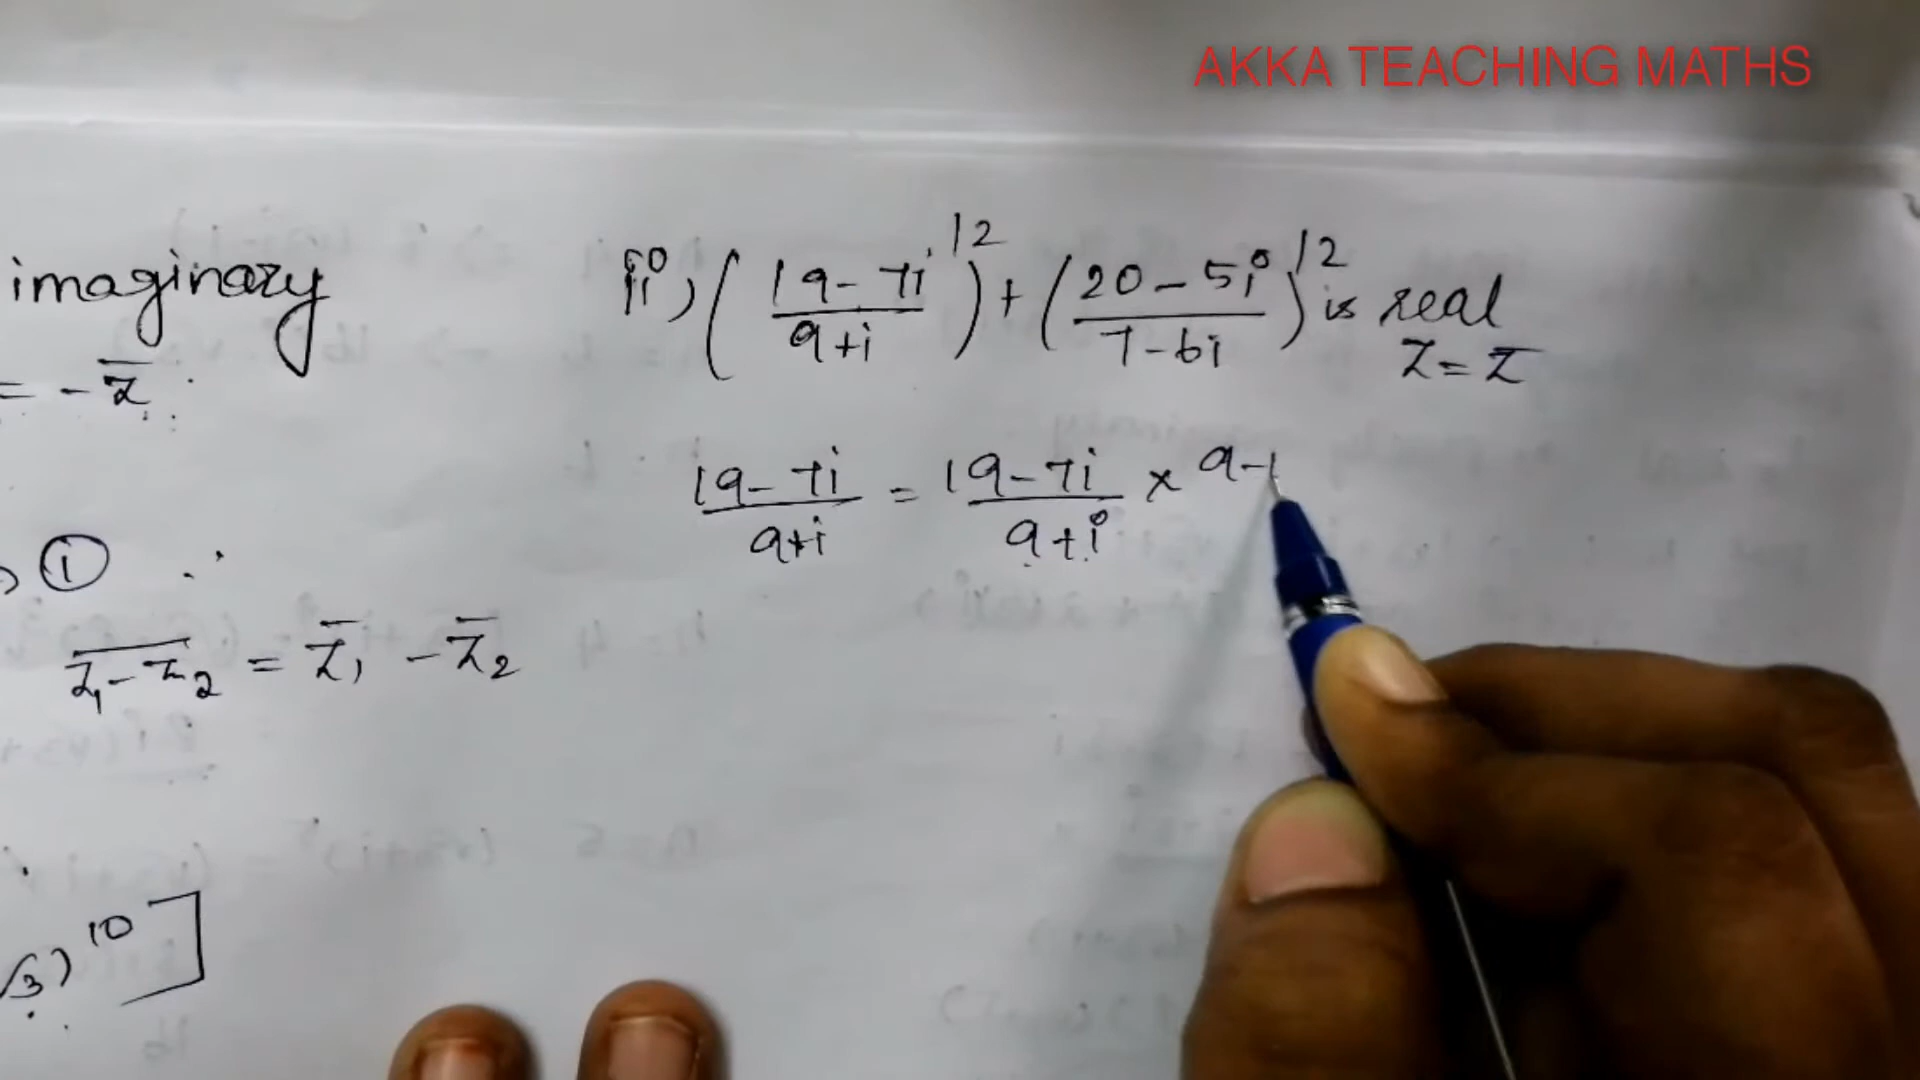 AKKA TEACHING MATHS
imaginary
= -z̄
① 
z̅₁̅-̅z̅₂̅ = z̄₁ - z̄₂
√3)¹⁰]
ii) ((19-7i)/(9+i))¹² + ((20-5i)/(7-6i))¹² is real
z = z̄
(19-7i)/(9+i) = (19-7i)/(9+i) × 9-i